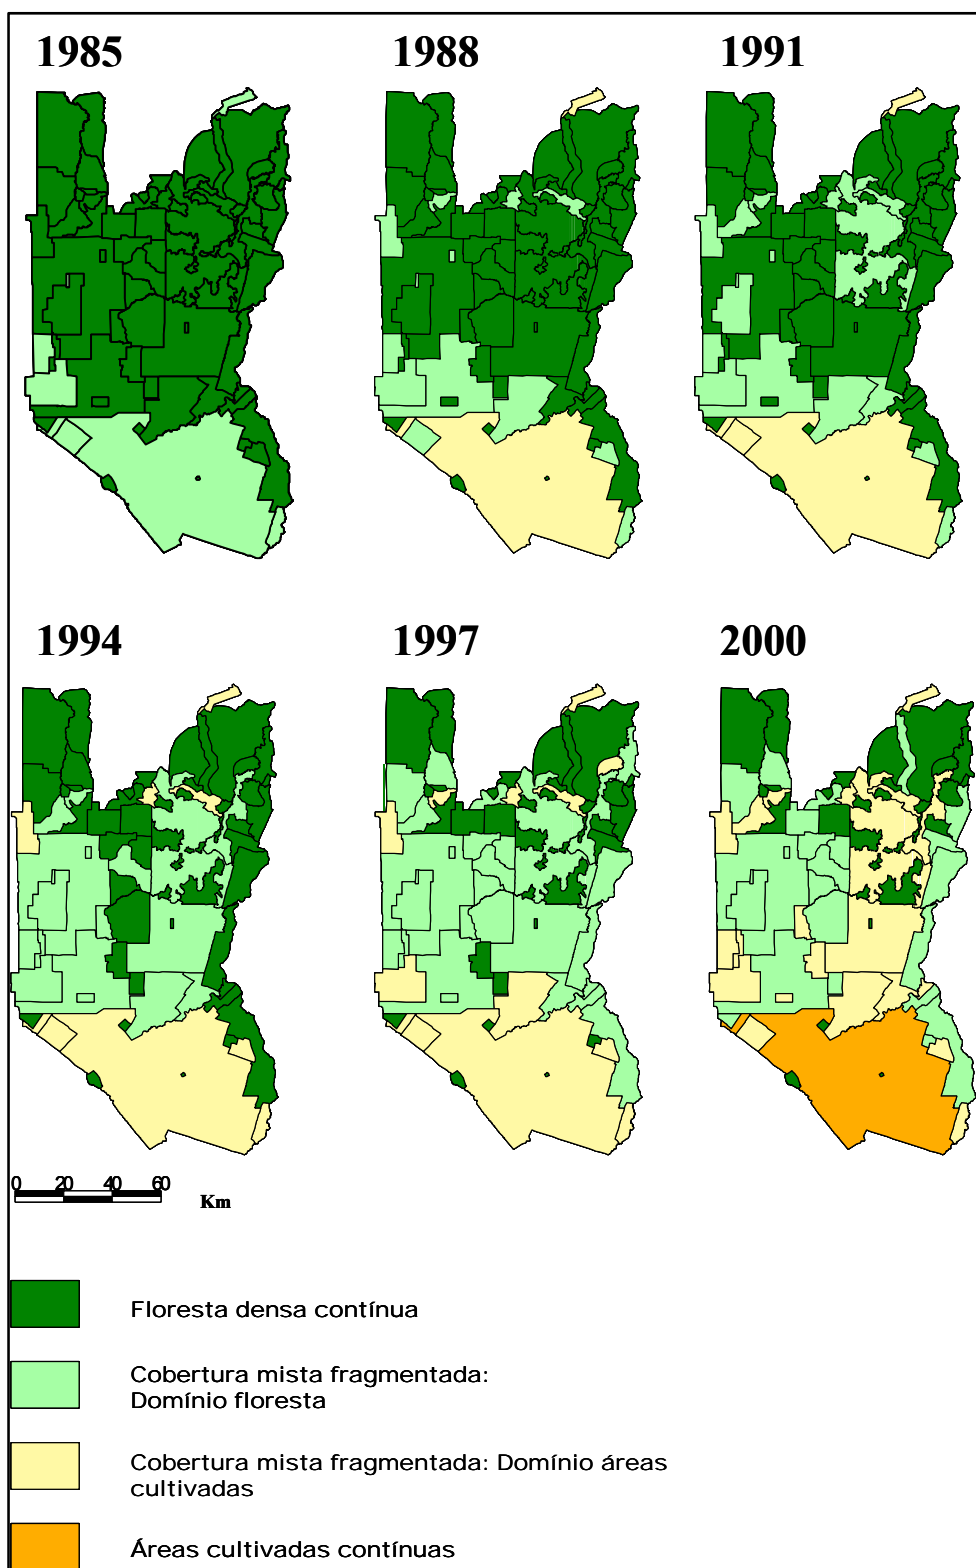 1985 1988 1991
1994 1997 2000
0 20 40 60
Km
Floresta densa contínua
Cobertura mista fragmentada:
Domínio floresta
Cobertura mista fragmentada: Domínio áreas
cultivadas
Áreas cultivadas contínuas